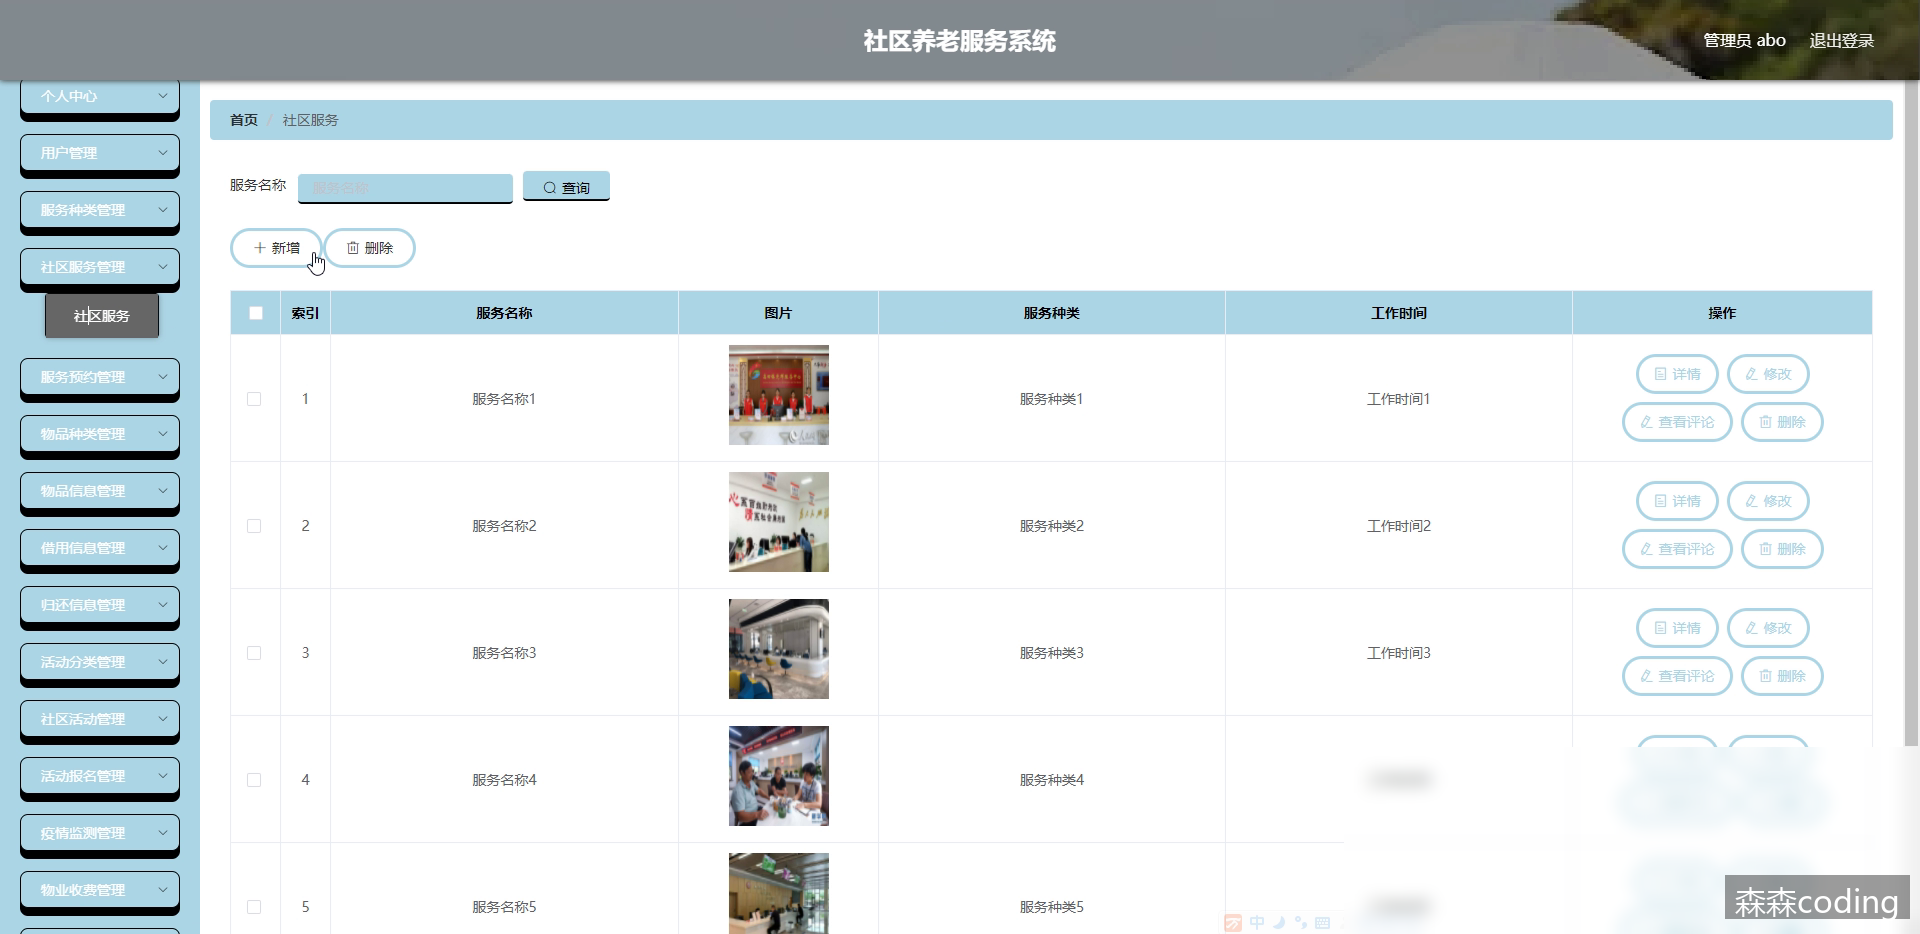 社区养老服务系统
管理员 abo
退出登录
个人中心
用户管理
服务种类管理
社区服务管理
社区服务
服务预约管理
物品种类管理
物品信息管理
借用信息管理
归还信息管理
活动分类管理
社区活动管理
活动报名管理
疫情监测管理
物业收费管理
首页 / 社区服务
服务名称 服务名称 查询
新增 删除
索引 服务名称 图片 服务种类 工作时间 操作
1 服务名称1 服务种类1 工作时间1 详情 修改
查看评论 删除
2 服务名称2 服务种类2 工作时间2 详情 修改
查看评论 删除
3 服务名称3 服务种类3 工作时间3 详情 修改
查看评论 删除
4 服务名称4 服务种类4
5 服务名称5 服务种类5
中
森森coding